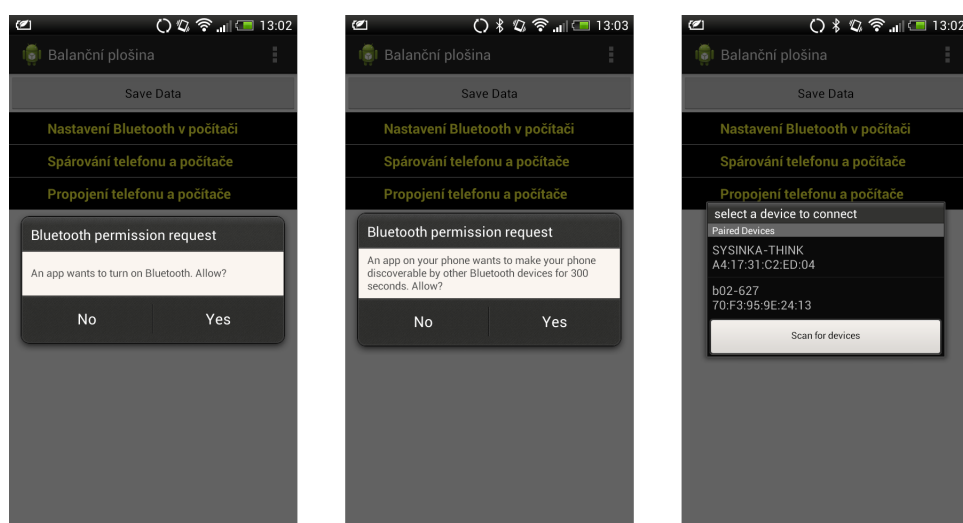 13:02
Balanční plošina
Save Data
Nastavení Bluetooth v počítači
Spárování telefonu a počítače
Propojení telefonu a počítače
Bluetooth permission request
An app wants to turn on Bluetooth. Allow?
No Yes
13:03
Balanční plošina
Save Data
Nastavení Bluetooth v počítači
Spárování telefonu a počítače
Propojení telefonu a počítače
Bluetooth permission request
An app on your phone wants to make your phone
discoverable by other Bluetooth devices for 300
seconds. Allow?
No Yes
13:02
Balanční plošina
Save Data
Nastavení Bluetooth v počítači
Spárování telefonu a počítače
Propojení telefonu a počítače
select a device to connect
Paired Devices
SYSINKA-THINK
A4:17:31:C2:ED:04
b02-627
70:F3:95:9E:24:13
Scan for devices